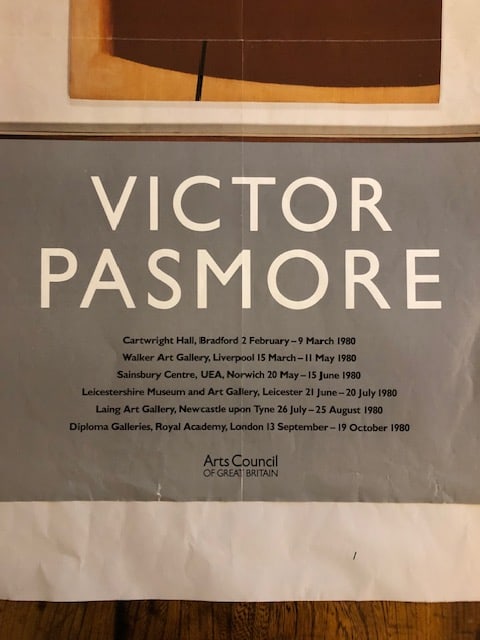 VICTOR
PASMORE
Cartwright Hall, Bradford 2 February – 9 March 1980
Walker Art Gallery, Liverpool 15 March – 11 May 1980
Sainsbury Centre, UEA, Norwich 20 May – 15 June 1980
Leicestershire Museum and Art Gallery, Leicester 21 June – 20 July 1980
Laing Art Gallery, Newcastle upon Tyne 26 July – 25 August 1980
Diploma Galleries, Royal Academy, London 13 September – 19 October 1980
Arts Council
OF GREAT BRITAIN